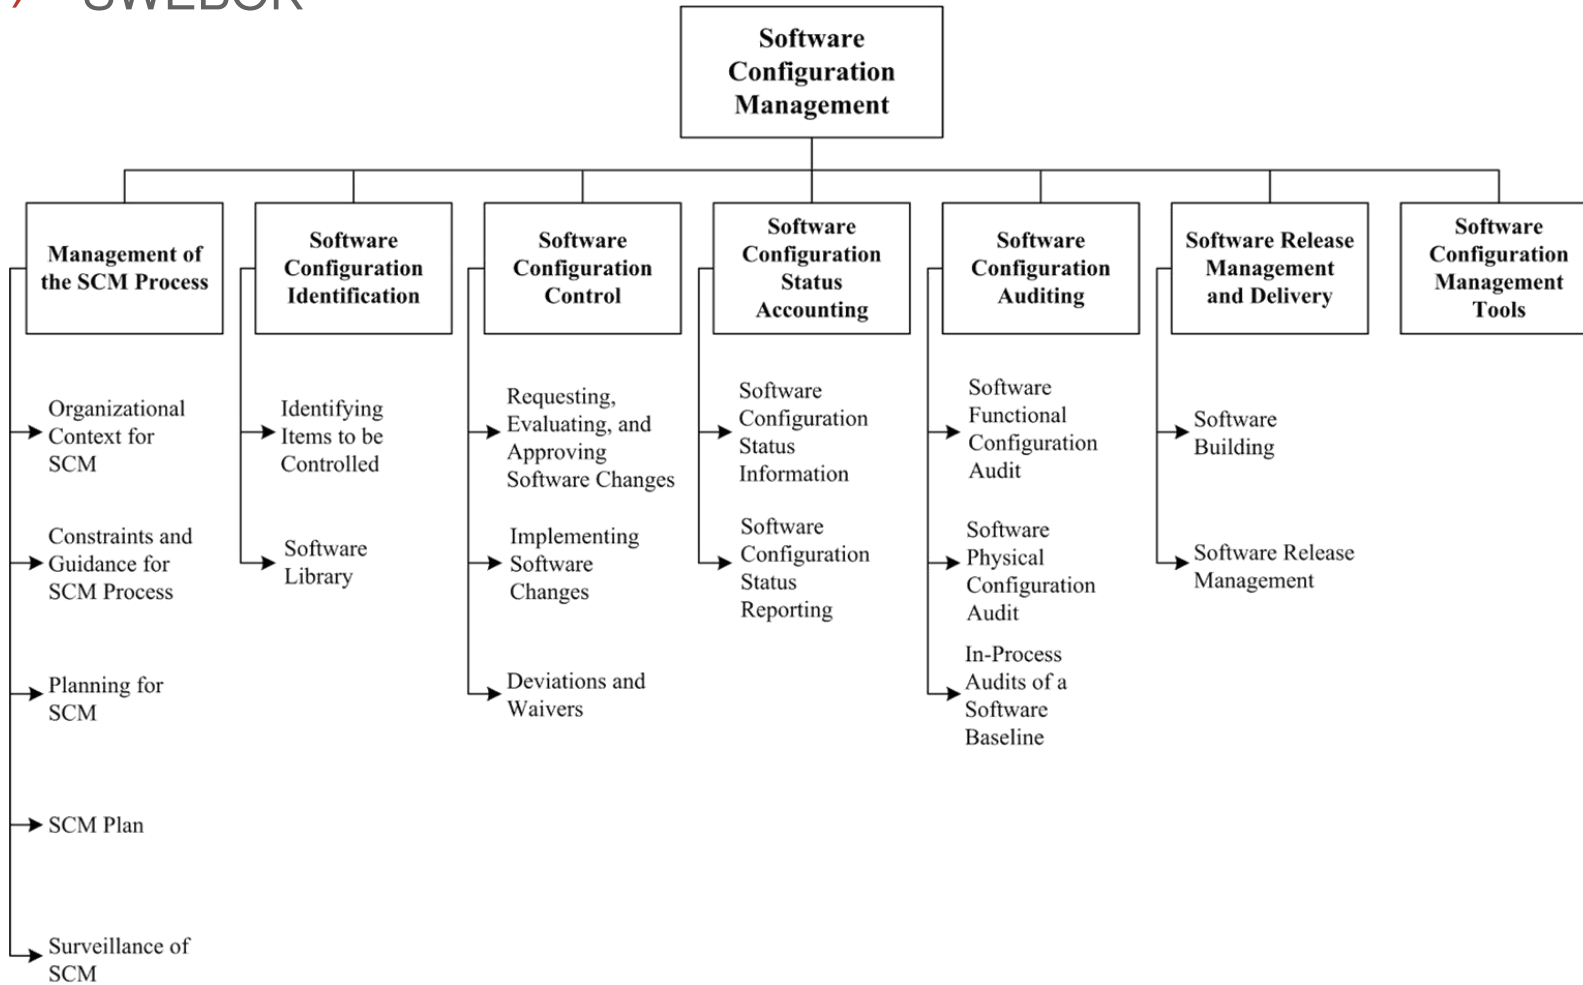 SWEBOK
Software
Configuration
Management
Management of
the SCM Process
Software
Configuration
Identification
Software
Configuration
Control
Software
Configuration
Status
Accounting
Software
Configuration
Auditing
Software Release
Management
and Delivery
Software
Configuration
Management
Tools
Organizational
Context for
SCM
Constraints and
Guidance for
SCM Process
Planning for
SCM
SCM Plan
Surveillance of
SCM
Identifying
Items to be
Controlled
Software
Library
Requesting,
Evaluating, and
Approving
Software Changes
Implementing
Software
Changes
Deviations and
Waivers
Software
Configuration
Status
Information
Software
Configuration
Status
Reporting
Software
Functional
Configuration
Audit
Software
Physical
Configuration
Audit
In-Process
Audits of a
Software
Baseline
Software
Building
Software Release
Management